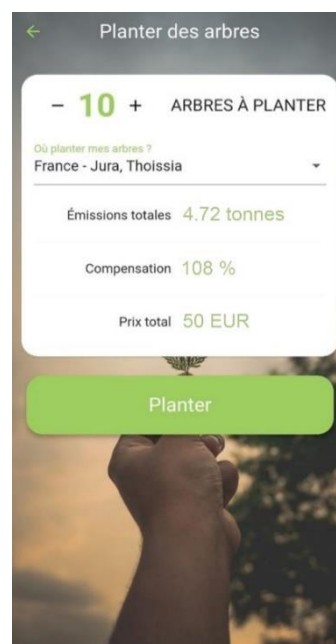 Planter des arbres
- 10 + ARBRES À PLANTER
Où planter mes arbres ?
France - Jura, Thoissia
Émissions totales 4.72 tonnes
Compensation 108 %
Prix total 50 EUR
Planter